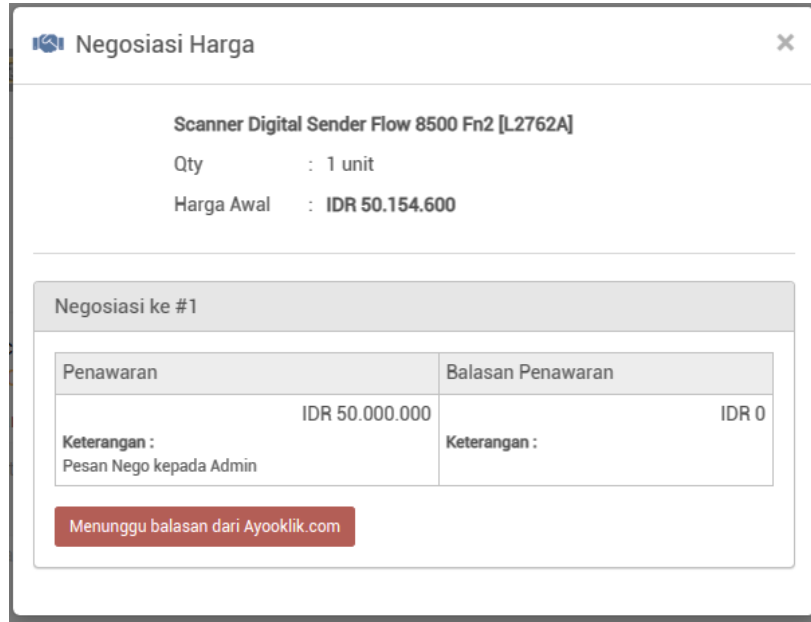 Negosiasi Harga ×
Scanner Digital Sender Flow 8500 Fn2 [L2762A]
Qty : 1 unit
Harga Awal : IDR 50.154.600
Negosiasi ke #1
Penawaran Balasan Penawaran
IDR 50.000.000 IDR 0
Keterangan : Keterangan :
Pesan Nego kepada Admin
Menunggu balasan dari Ayooklik.com